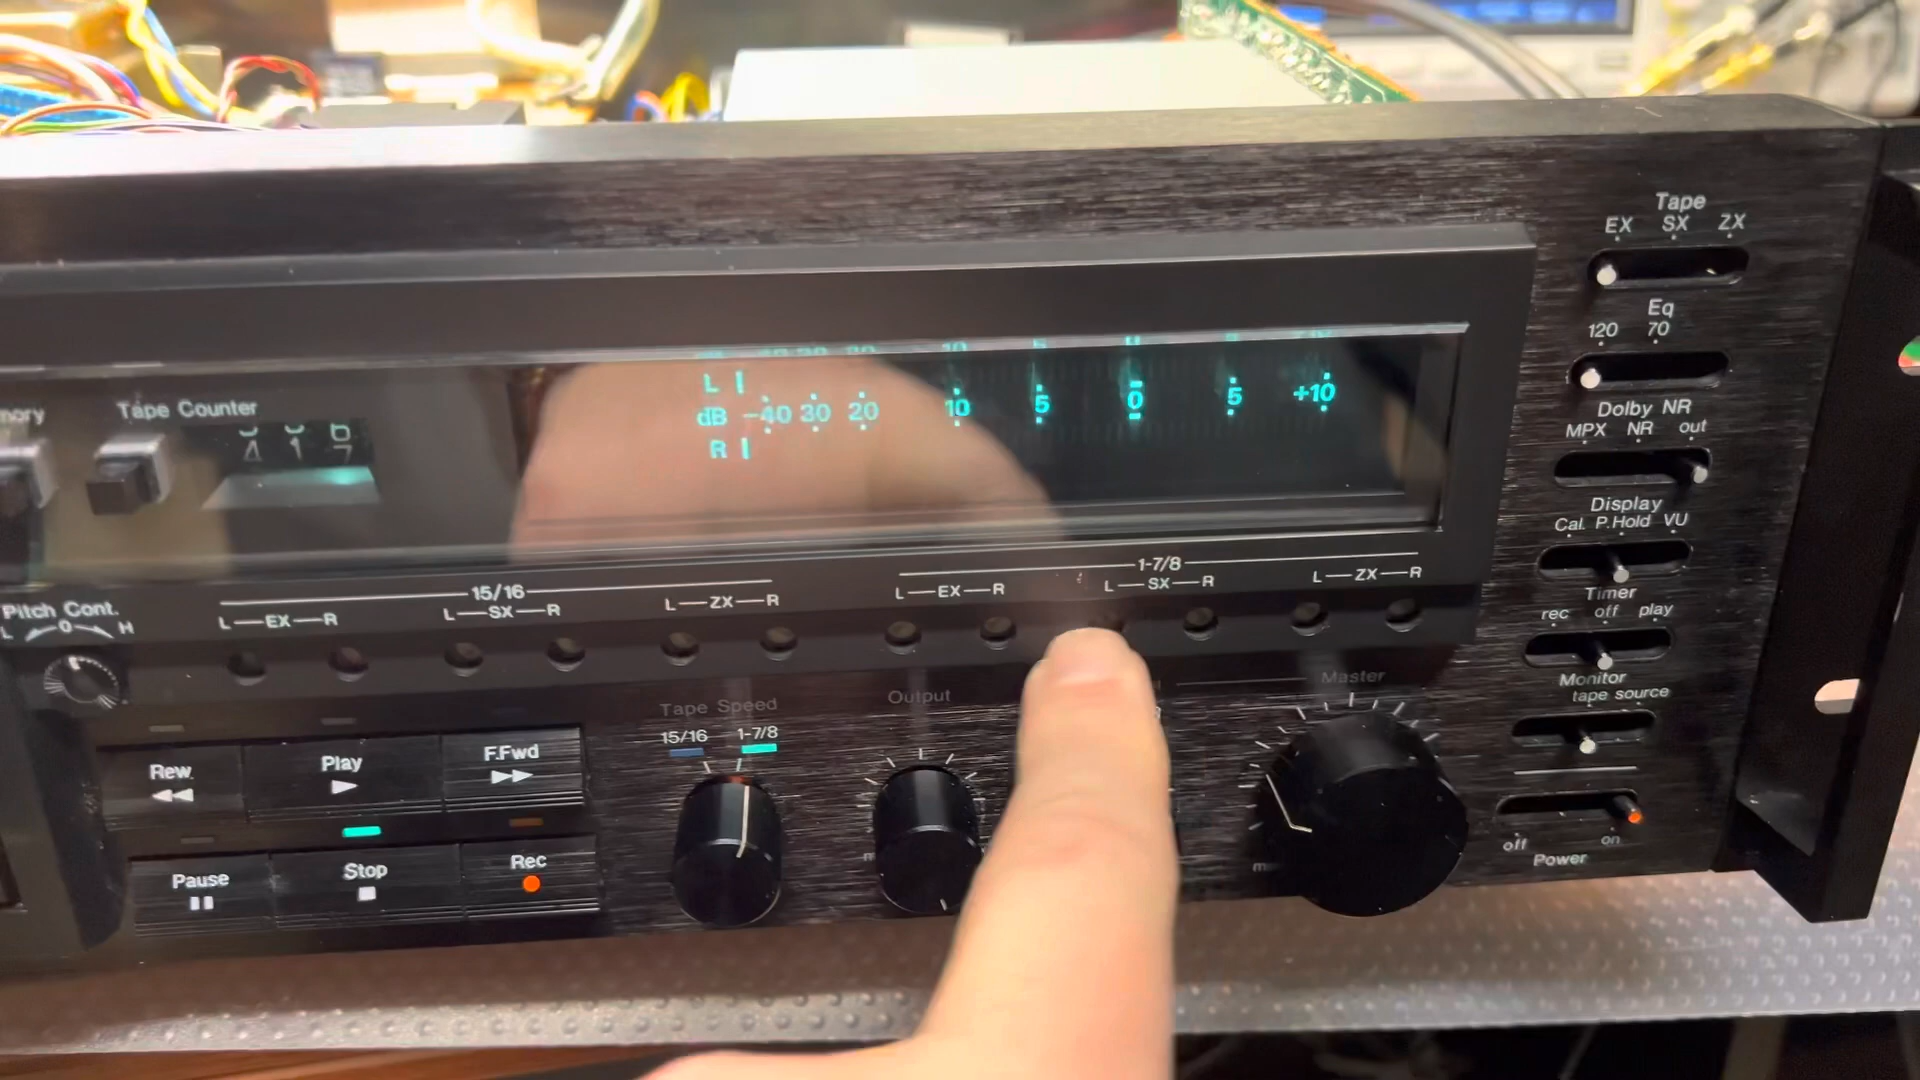 Tape
EX SX ZX
Eq
120 70
Dolby NR
MPX NR out
Display
Cal. P.Hold VU
Timer
rec off play
Monitor
tape source
off on
Power
Tape Counter
4 1 7
L
dB -40 30 20 10 5 0 5 +10
R
Pitch Cont.
L 0 H
15/16
L EX R L SX R L ZX R
1-7/8
L EX R L SX R L ZX R
Tape Speed
15/16 1-7/8
Output
Master
Rew
Play
F.Fwd
Pause
Stop
Rec